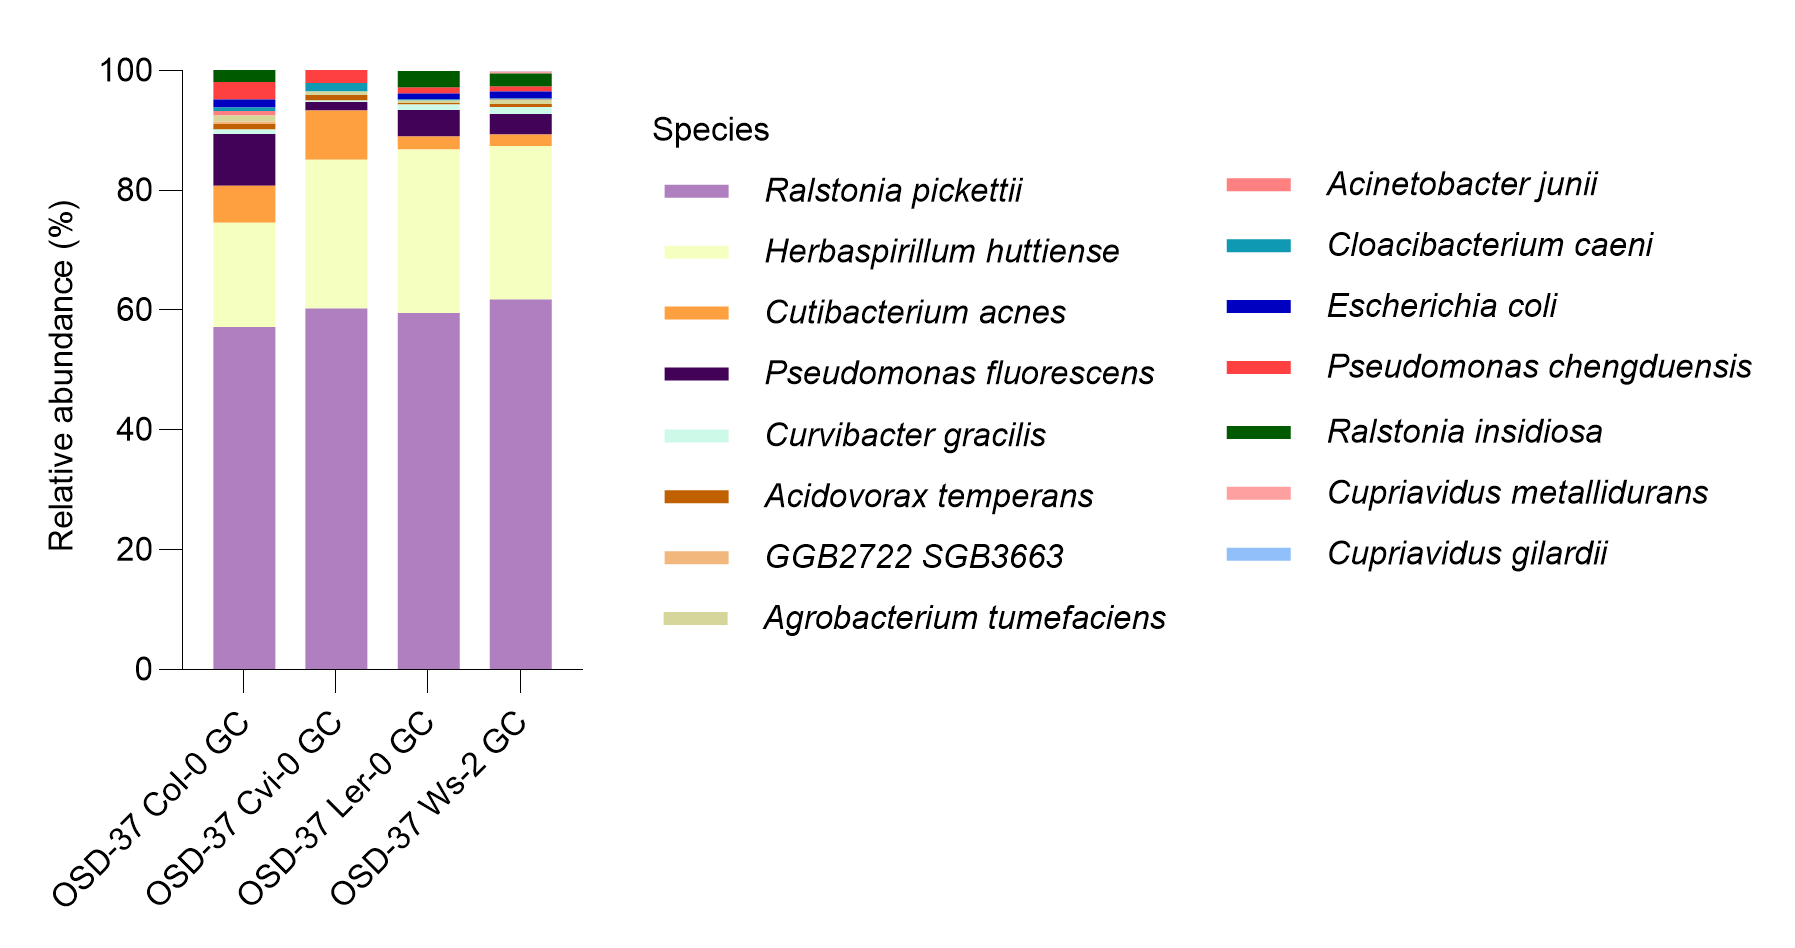 100
80
60
40
20
0
Relative abundance (%)
OSD-37 Col-0 GC
OSD-37 Cvi-0 GC
OSD-37 Ler-0 GC
OSD-37 Ws-2 GC
Species
Ralstonia pickettii
Herbaspirillum huttiense
Cutibacterium acnes
Pseudomonas fluorescens
Curvibacter gracilis
Acidovorax temperans
GGB2722 SGB3663
Agrobacterium tumefaciens
Acinetobacter junii
Cloacibacterium caeni
Escherichia coli
Pseudomonas chengduensis
Ralstonia insidiosa
Cupriavidus metallidurans
Cupriavidus gilardii